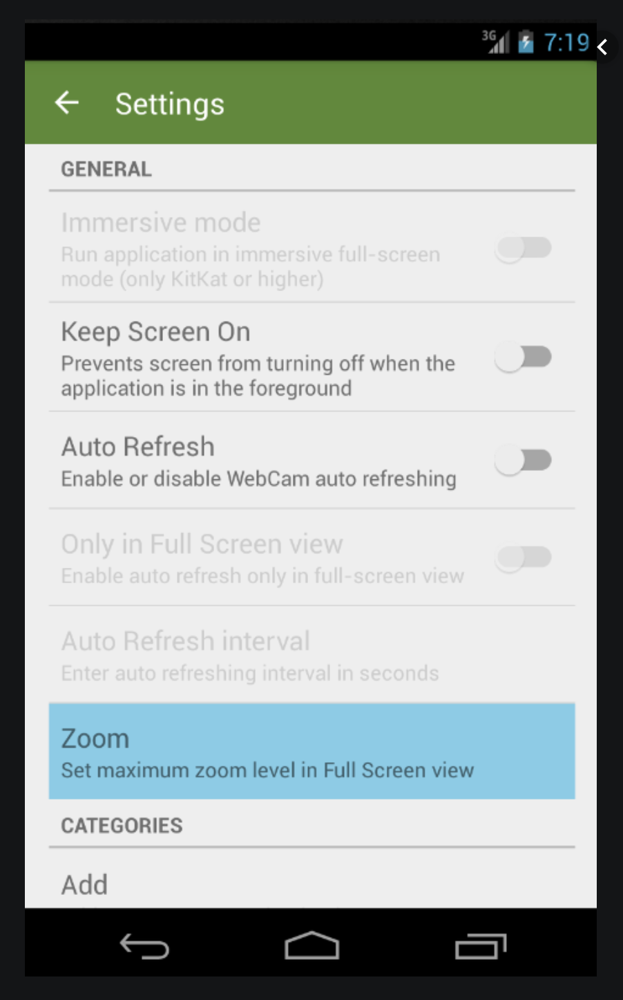 3G 7:19
Settings
GENERAL
Immersive mode
Run application in immersive full-screen
mode (only KitKat or higher)
Keep Screen On
Prevents screen from turning off when the
application is in the foreground
Auto Refresh
Enable or disable WebCam auto refreshing
Only in Full Screen view
Enable auto refresh only in full-screen view
Auto Refresh interval
Enter auto refreshing interval in seconds
Zoom
Set maximum zoom level in Full Screen view
CATEGORIES
Add